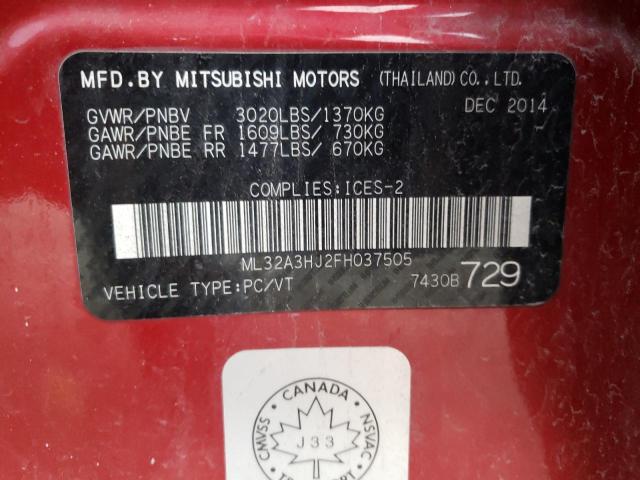 MFD.BY MITSUBISHI MOTORS (THAILAND)CO.,LTD.
DEC 2014
GVWR/PNBV 3020LBS/1370KG
GAWR/PNBE FR 1609LBS/ 730KG
GAWR/PNBE RR 1477LBS/ 670KG
COMPLIES:ICES-2
ML32A3HJ2FH037505
VEHICLE TYPE:PC/VT 7430B 729
CANADA
CMVSS
NSVAC
J33